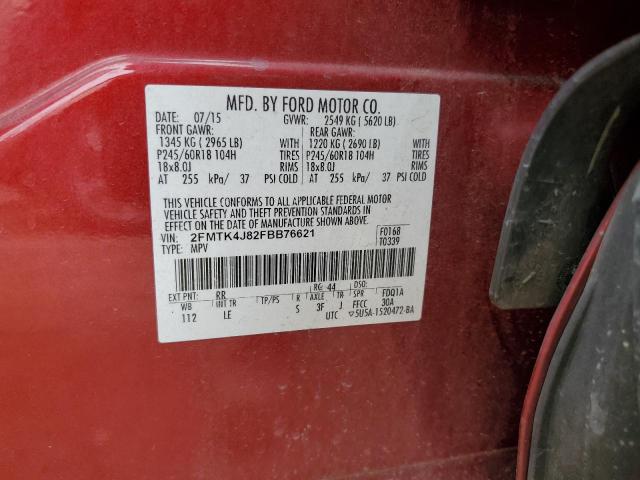 MFD. BY FORD MOTOR CO.
DATE: 07/15 GVWR: 2549 KG ( 5620 LB)
FRONT GAWR: REAR GAWR:
1345 KG ( 2965 LB) WITH 1220 KG ( 2690 LB) WITH
P245/60R18 104H TIRES P245/60R18 104H TIRES
18x8.0J RIMS 18x8.0J RIMS
AT 255 kPa/ 37 PSI COLD AT 255 kPa/ 37 PSI COLD
THIS VEHICLE CONFORMS TO ALL APPLICABLE FEDERAL MOTOR
VEHICLE SAFETY AND THEFT PREVENTION STANDARDS IN
EFFECT ON THE DATE OF MANUFACTURE SHOWN ABOVE.
VIN: 2FMTK4J82FBB76621 F0168
TYPE: MPV T0339
RC: 44 DSO:
EXT PNT: RR FDQ1A
WB INT TR TP/PS R AXLE TR SPR 30A
112 LE S 3F J FFCC
UTC ▽5USA-1520472-BA